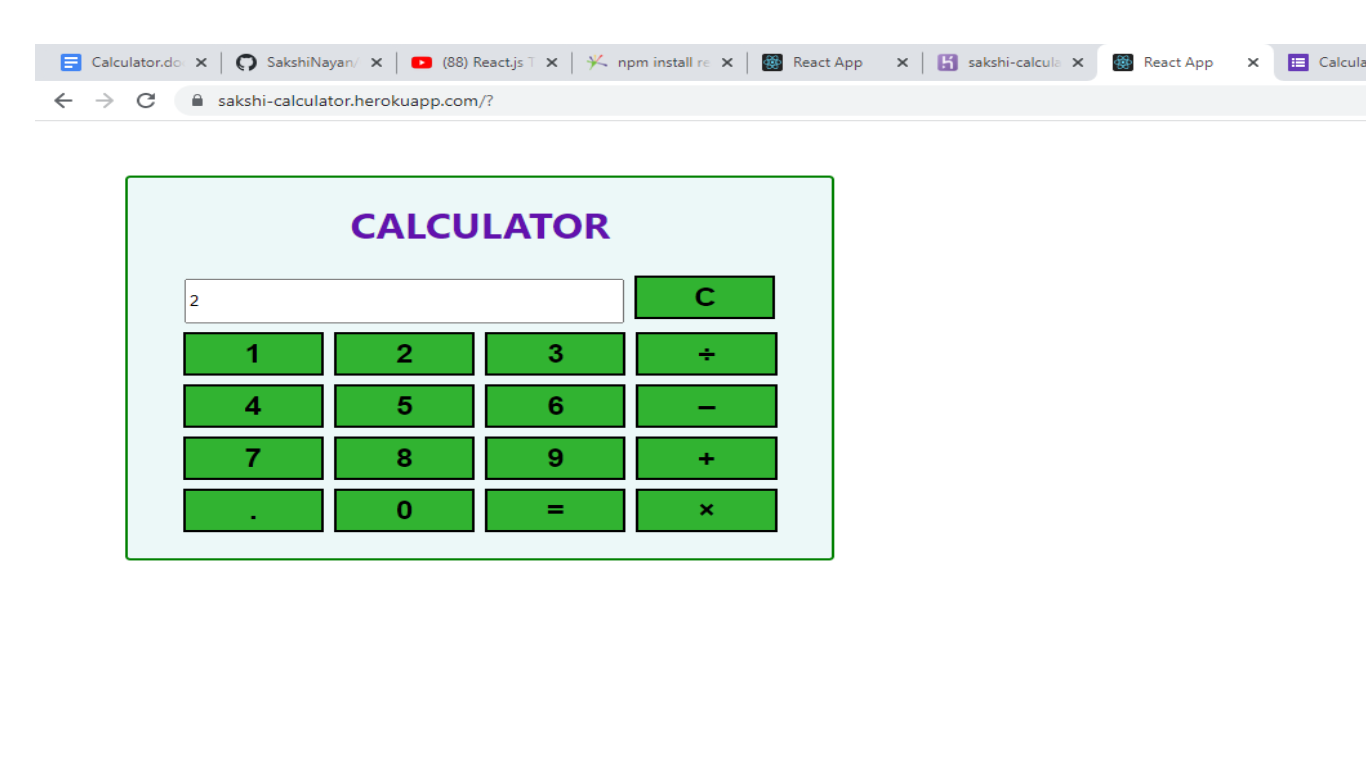 Calculator.do SakshiNayan/ (88) React.js T npm install re React App sakshi-calcula React App Calcula
sakshi-calculator.herokuapp.com/?
CALCULATOR
2 C
1 2 3 ÷
4 5 6 –
7 8 9 +
. 0 = ×